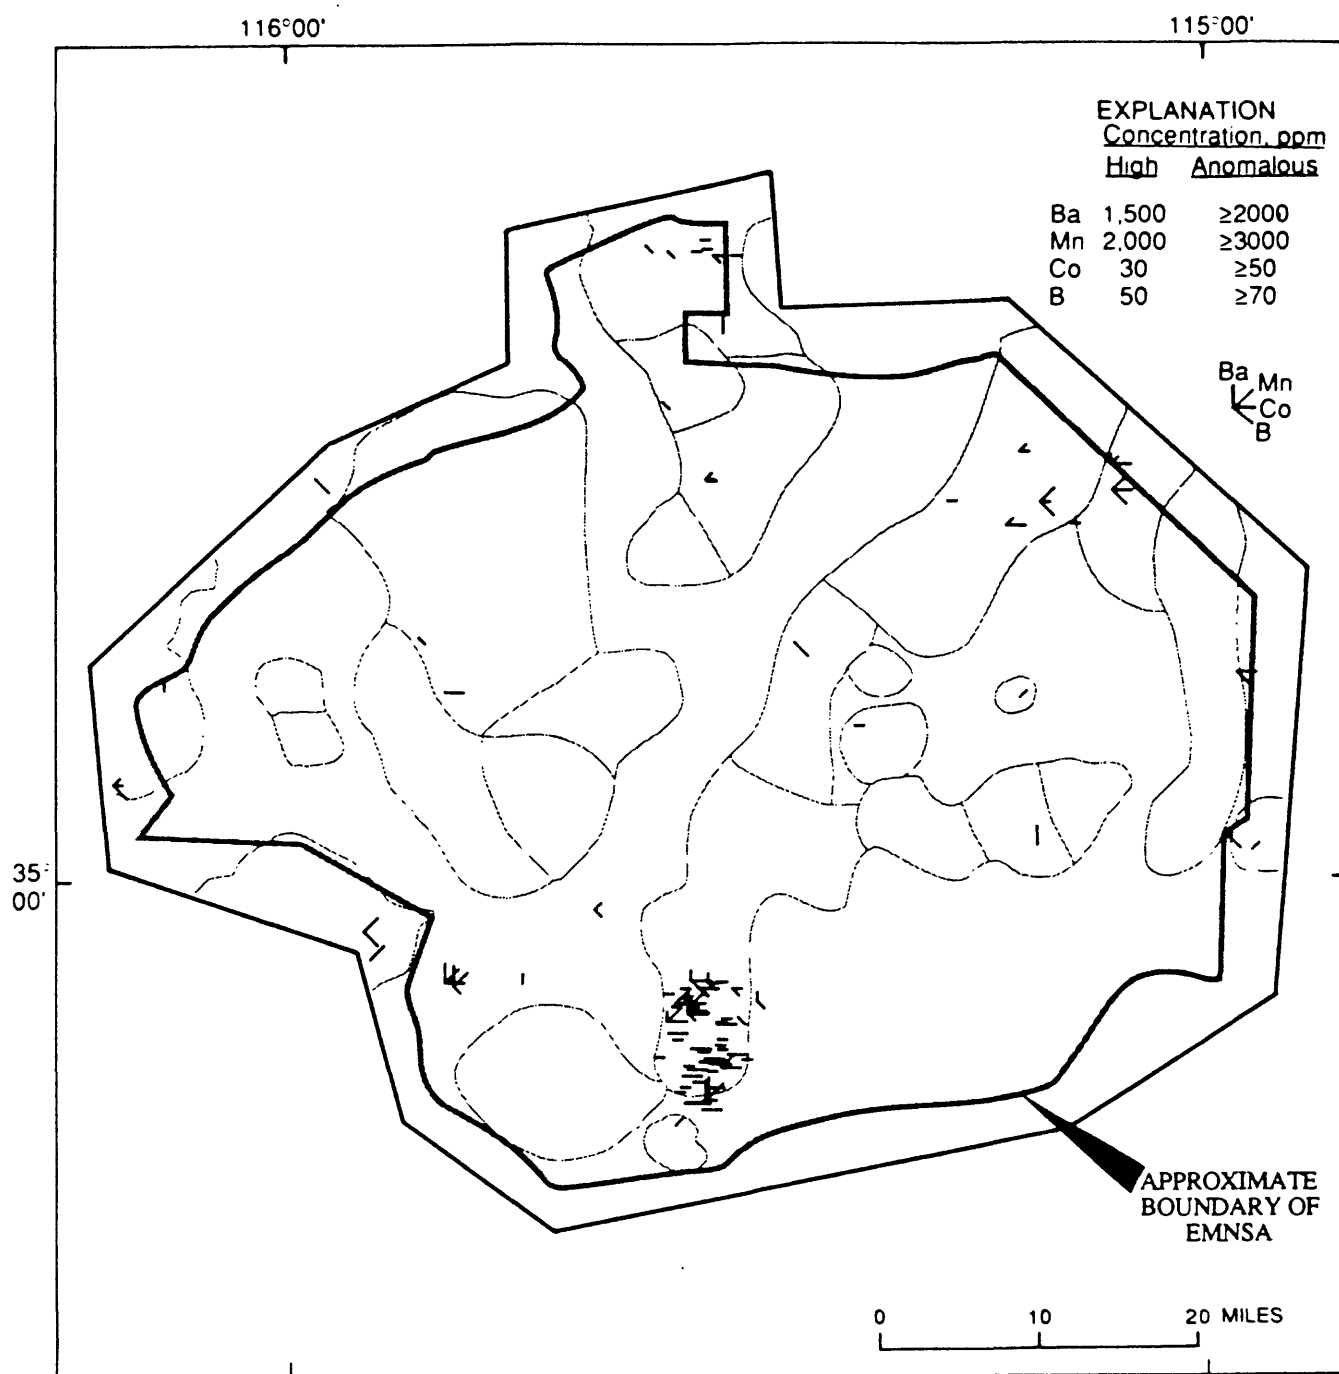 116°00' 115°00'
EXPLANATION
Concentration, ppm
High Anomalous
Ba 1,500 ≥2000
Mn 2,000 ≥3000
Co 30 ≥50
B 50 ≥70
Ba
Mn
Co
B
35°
00'
APPROXIMATE
BOUNDARY OF
EMNSA
0 10 20 MILES